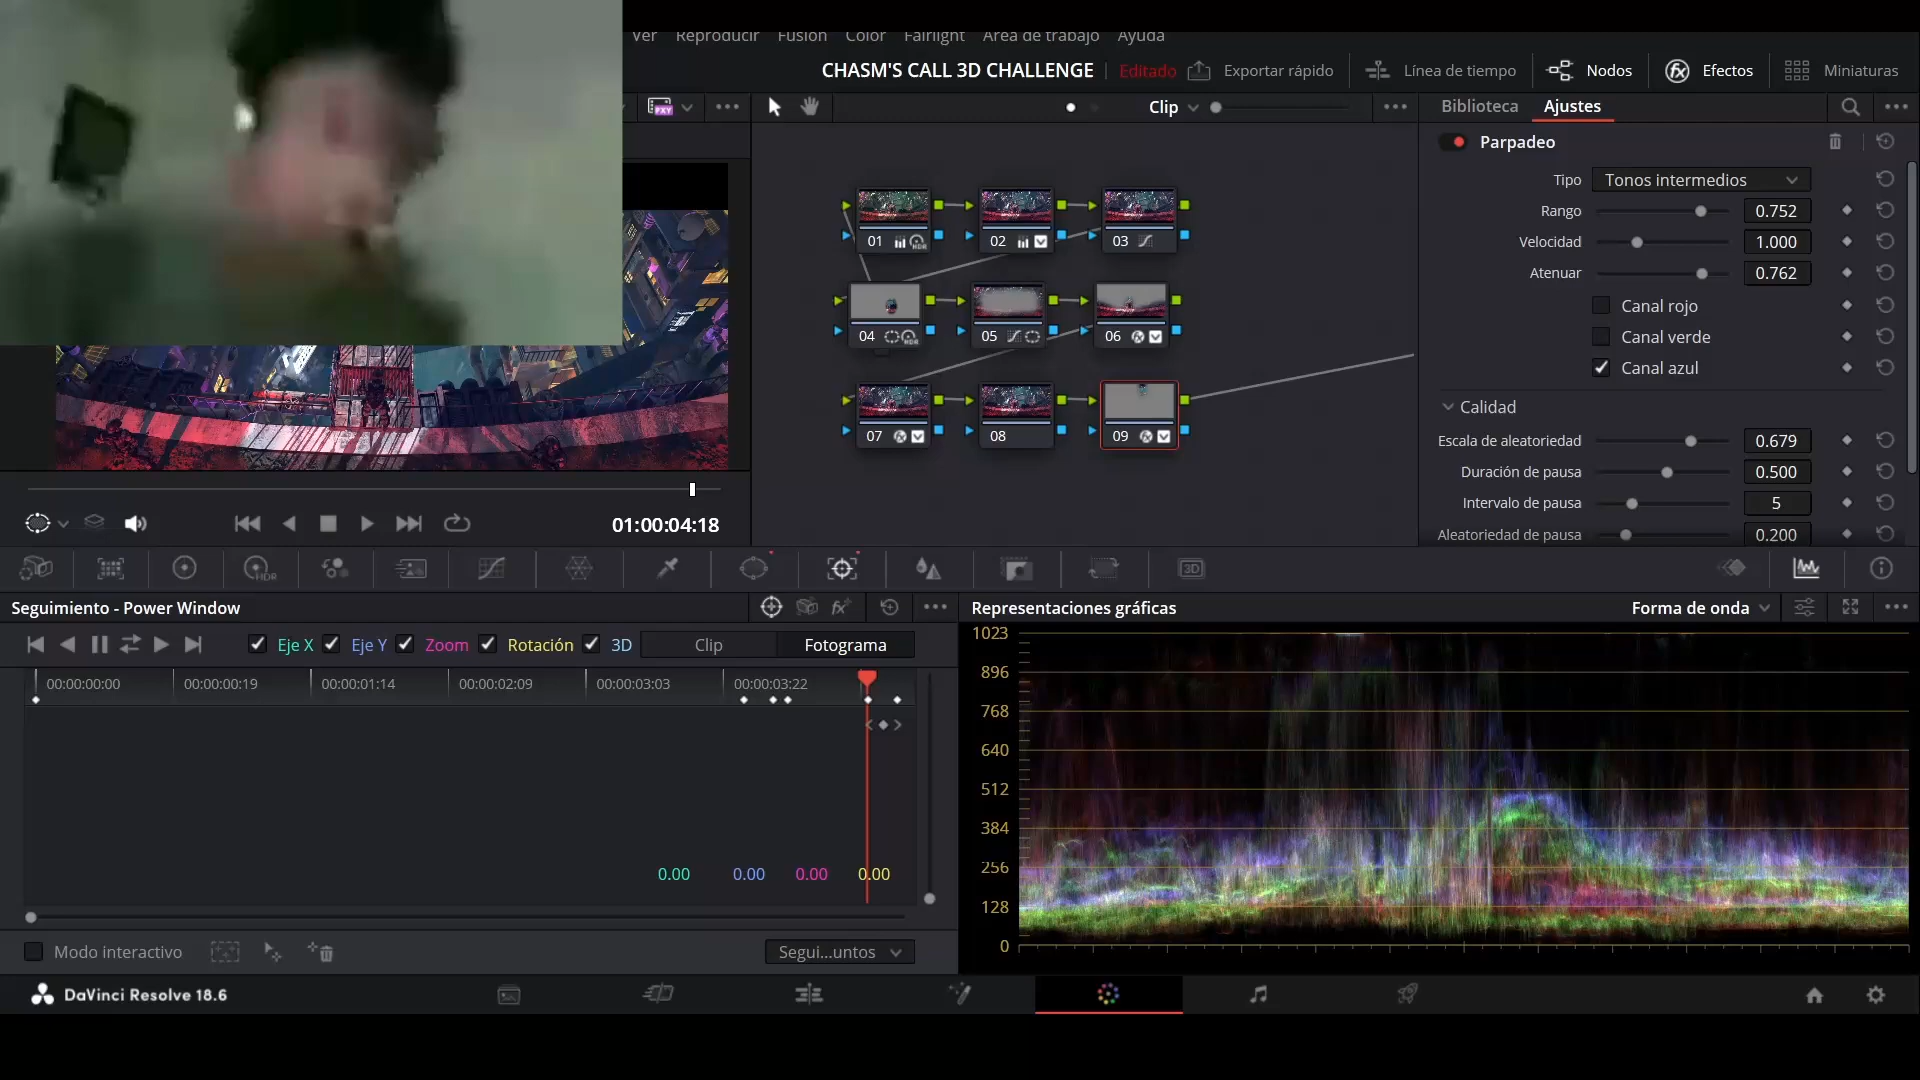 Ver Reproducir Fusion Color Fairlight Área de trabajo Ayuda
CHASM'S CALL 3D CHALLENGE Editado Exportar rápido Línea de tiempo Nodos Efectos Miniaturas
PXY Clip Biblioteca Ajustes
Parpadeo
Tipo Tonos intermedios
Rango 0.752
Velocidad 1.000
Atenuar 0.762
Canal rojo
Canal verde
Canal azul
Calidad
Escala de aleatoriedad 0.679
Duración de pausa 0.500
Intervalo de pausa 5
Aleatoriedad de pausa 0.200
01 HDR 02 03
04 HDR 05 06
07 08 09
01:00:04:18
HDR 3D
Seguimiento - Power Window
Eje X Eje Y Zoom Rotación 3D Clip Fotograma
00:00:00:00 00:00:00:19 00:00:01:14 00:00:02:09 00:00:03:03 00:00:03:22
0.00 0.00 0.00 0.00
Modo interactivo Segui...untos
Representaciones gráficas Forma de onda
1023
896
768
640
512
384
256
128
0
DaVinci Resolve 18.6